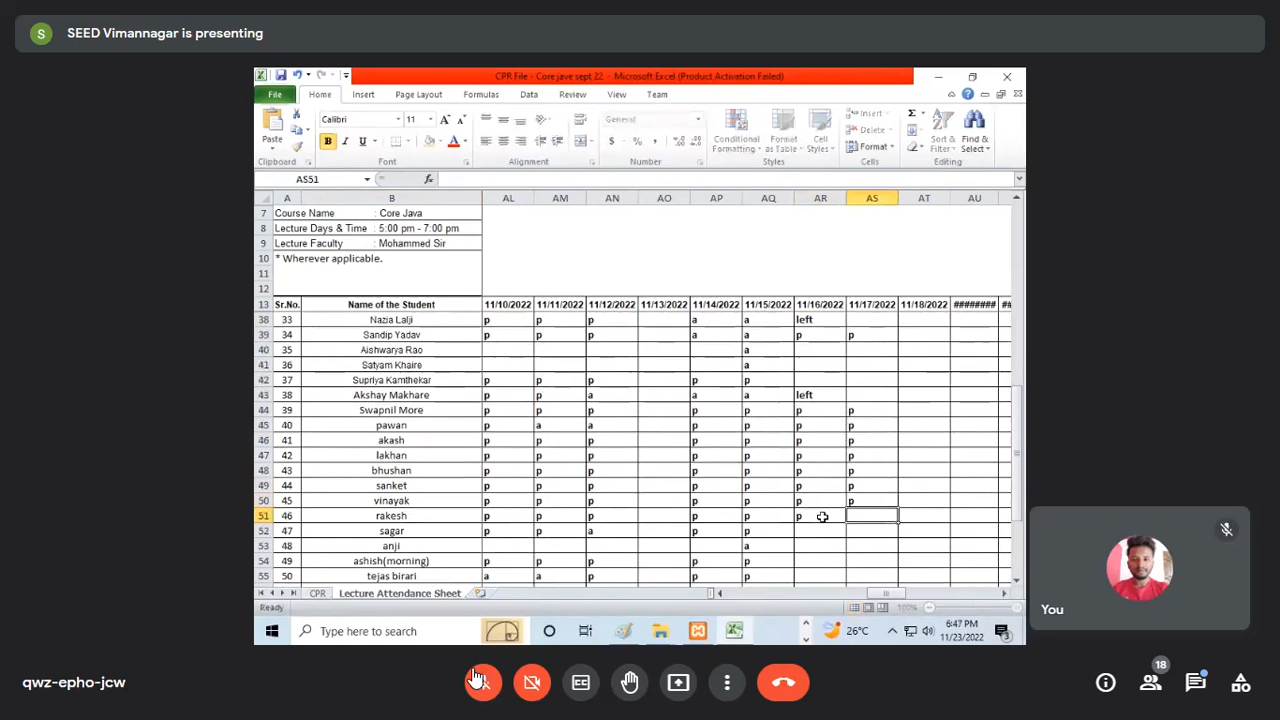 S SEED Vimannagar is presenting
CPR File - Core jave sept 22 - Microsoft Excel (Product Activation Failed)
File Home Insert Page Layout Formulas Data Review View Team
Paste Calibri 11 General Conditional Formatting Format as Table Cell Styles Insert Delete Format Sort & Filter Find & Select
B I U A $ % ,
Clipboard Font Alignment Number Styles Cells Editing
AS51 fx
A B AL AM AN AO AP AQ AR AS AT AU
7 Course Name : Core Java
8 Lecture Days & Time : 5:00 pm - 7:00 pm
9 Lecture Faculty : Mohammed Sir
10 * Wherever applicable.
11
12
13 Sr.No. Name of the Student 11/10/2022 11/11/2022 11/12/2022 11/13/2022 11/14/2022 11/15/2022 11/16/2022 11/17/2022 11/18/2022 ######## ##
38 33 Nazia Lalji p p p a a left
39 34 Sandip Yadav p p p a a p p
40 35 Aishwarya Rao a
41 36 Satyam Khaire a
42 37 Supriya Kamthekar p p p p p
43 38 Akshay Makhare p p a a a left
44 39 Swapnil More p p p p p p p
45 40 pawan p a a p p p p
46 41 akash p p p p p p p
47 42 lakhan p p p p p p p
48 43 bhushan p p p p p p p
49 44 sanket p p p p p p p
50 45 vinayak p p p p p p p
51 46 rakesh p p p p p p
52 47 sagar p p a p p
53 48 anji a
54 49 ashish(morning) p p p p p
55 50 tejas birari a a p p p
CPR Lecture Attendance Sheet
Ready 100%
Type here to search 26°C 6:47 PM
11/23/2022 3
You
qwz-epho-jcw 18